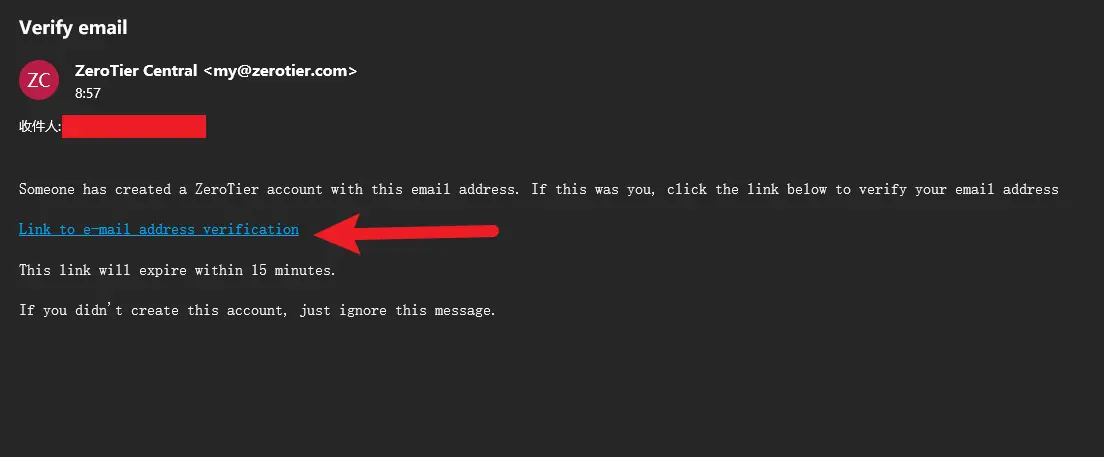 Verify email
ZC
ZeroTier Central <my@zerotier.com>
8:57
收件人:
Someone has created a ZeroTier account with this email address. If this was you, click the link below to verify your email address
Link to e-mail address verification
This link will expire within 15 minutes.
If you didn't create this account, just ignore this message.